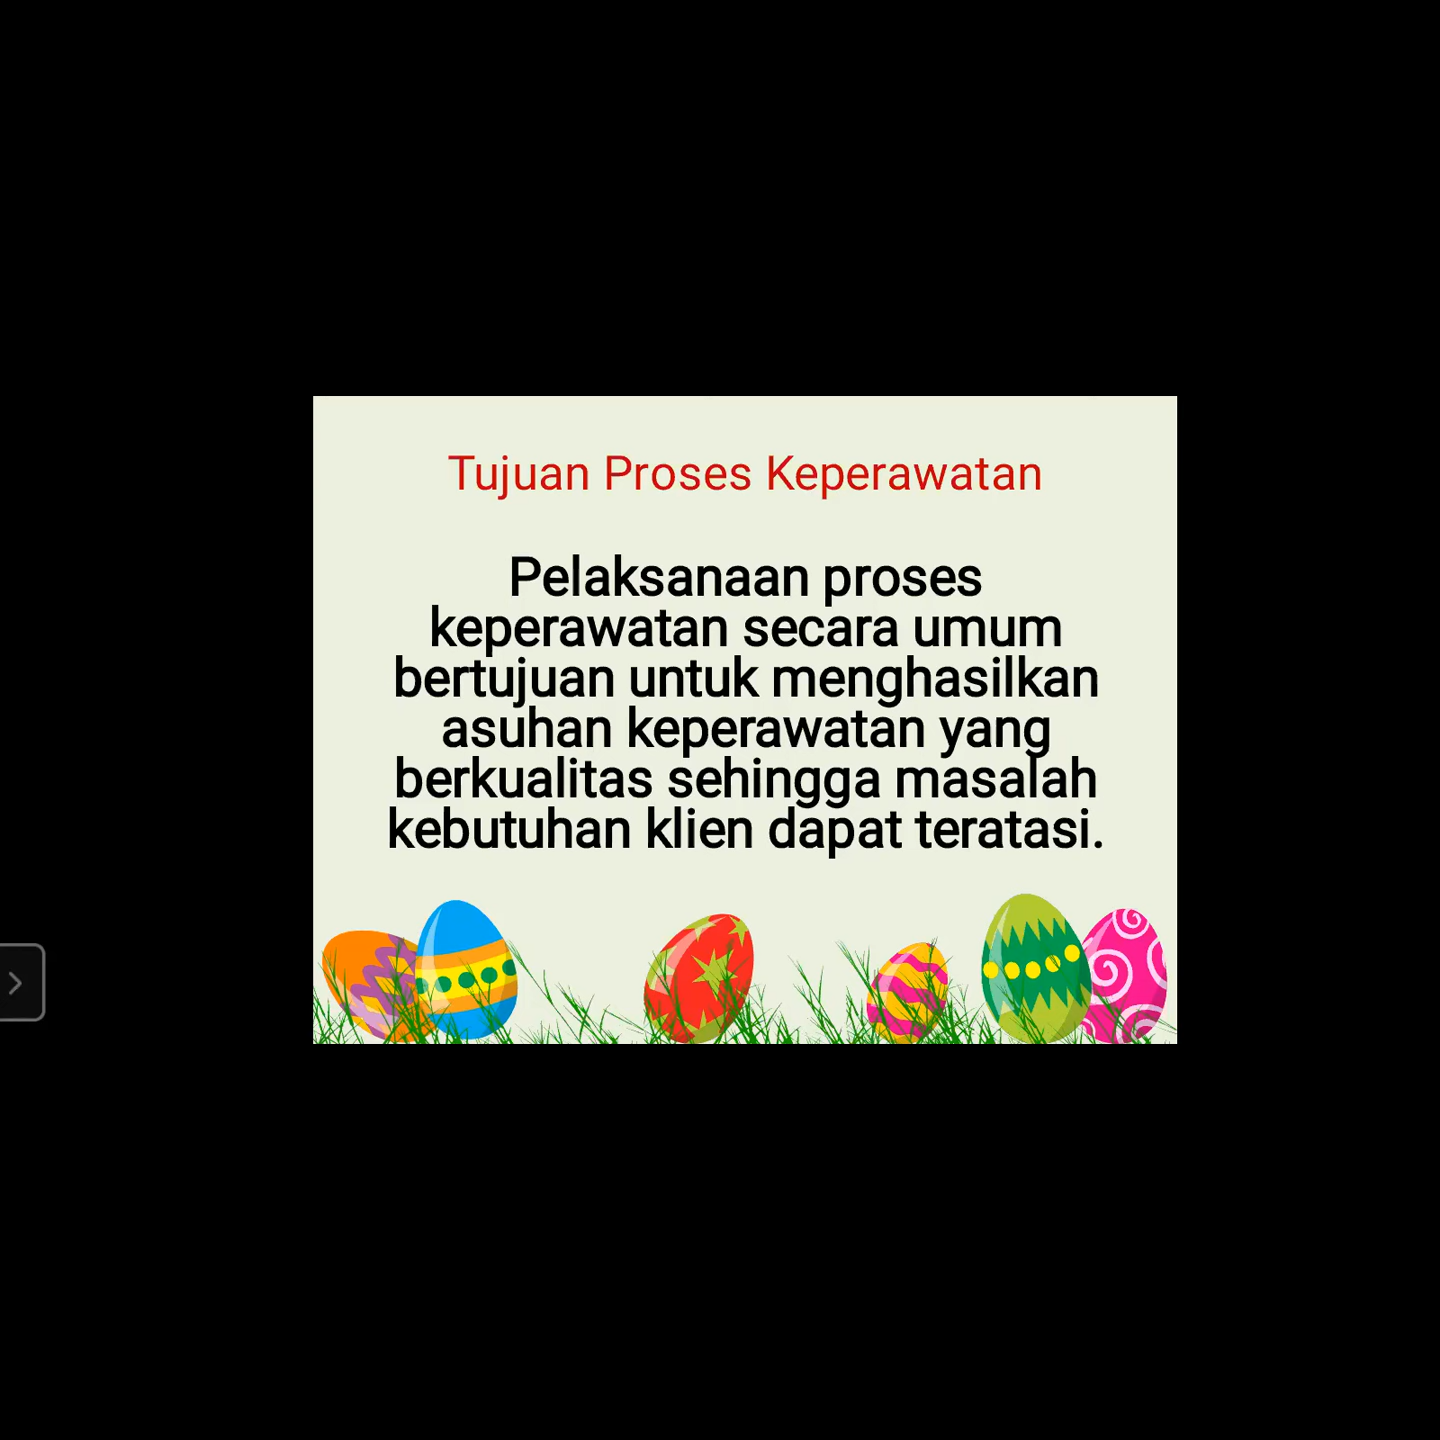 Tujuan Proses Keperawatan
Pelaksanaan proses
keperawatan secara umum
bertujuan untuk menghasilkan
asuhan keperawatan yang
berkualitas sehingga masalah
kebutuhan klien dapat teratasi.